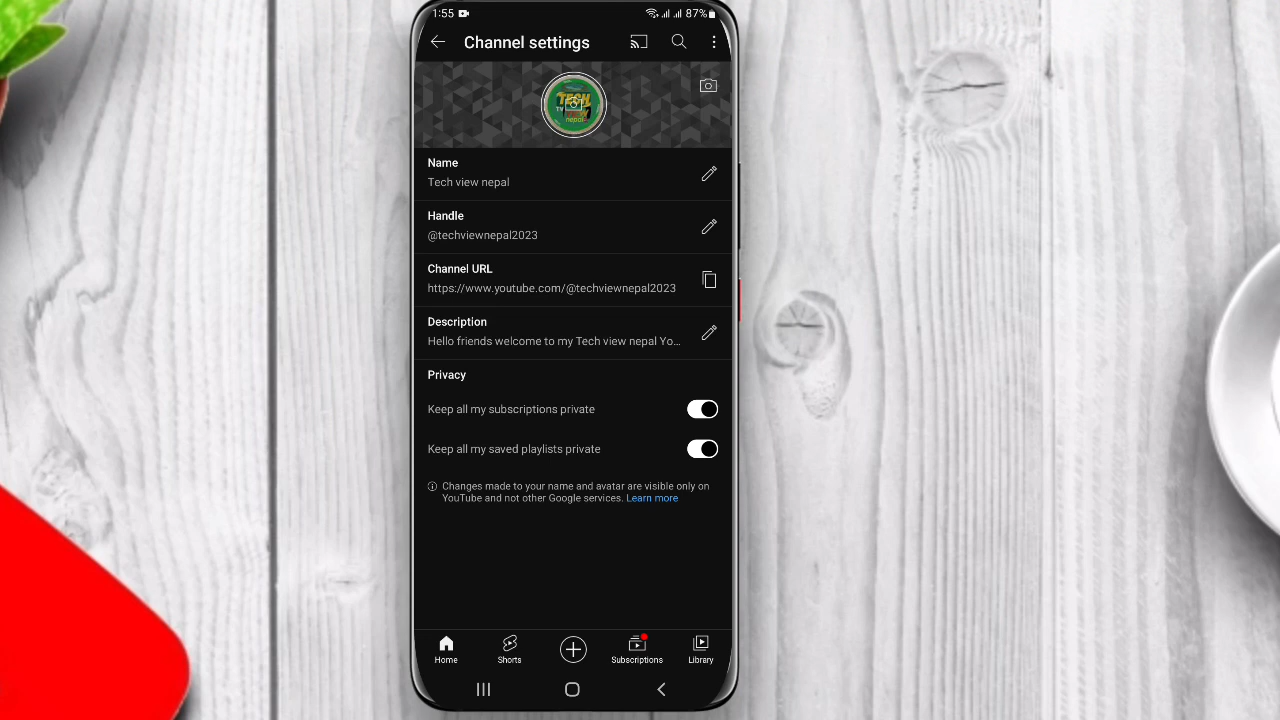 1:55
87%
Channel settings
TECH
nepal
Name
Tech view nepal
Handle
@techviewnepal2023
Channel URL
https://www.youtube.com/@techviewnepal2023
Description
Hello friends welcome to my Tech view nepal Yo...
Privacy
Keep all my subscriptions private
Keep all my saved playlists private
Changes made to your name and avatar are visible only on
YouTube and not other Google services. Learn more
Home
Shorts
Subscriptions
Library